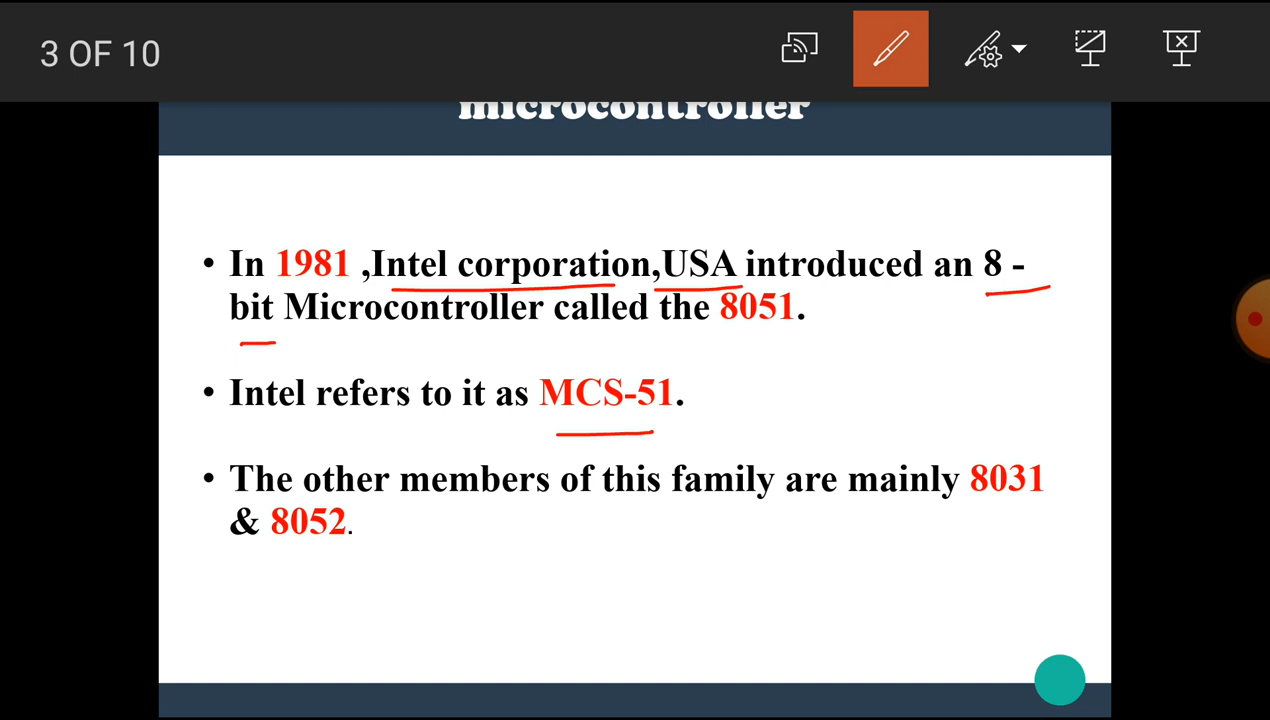 3 OF 10
microcontroller
• In 1981 ,Intel corporation,USA introduced an 8 -
bit Microcontroller called the 8051.
• Intel refers to it as MCS-51.
• The other members of this family are mainly 8031
& 8052.